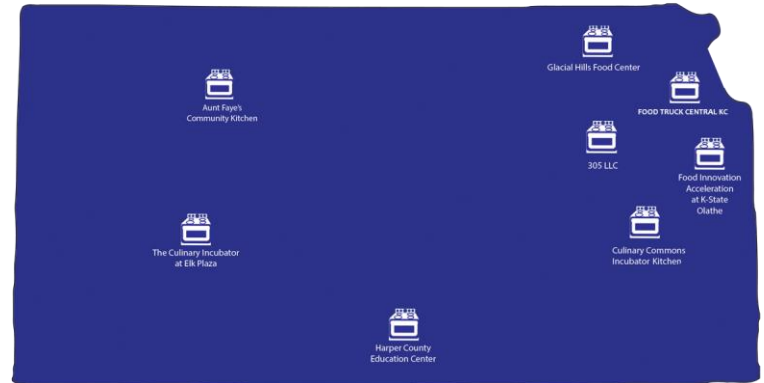 Glacial Hills Food Center
Aunt Faye's
Community Kitchen
FOOD TRUCK CENTRAL KC
305 LLC
Food Innovation
Acceleration
at K-State
Olathe
The Culinary Incubator
at Elk Plaza
Culinary Commons
Incubator Kitchen
Harper County
Education Center